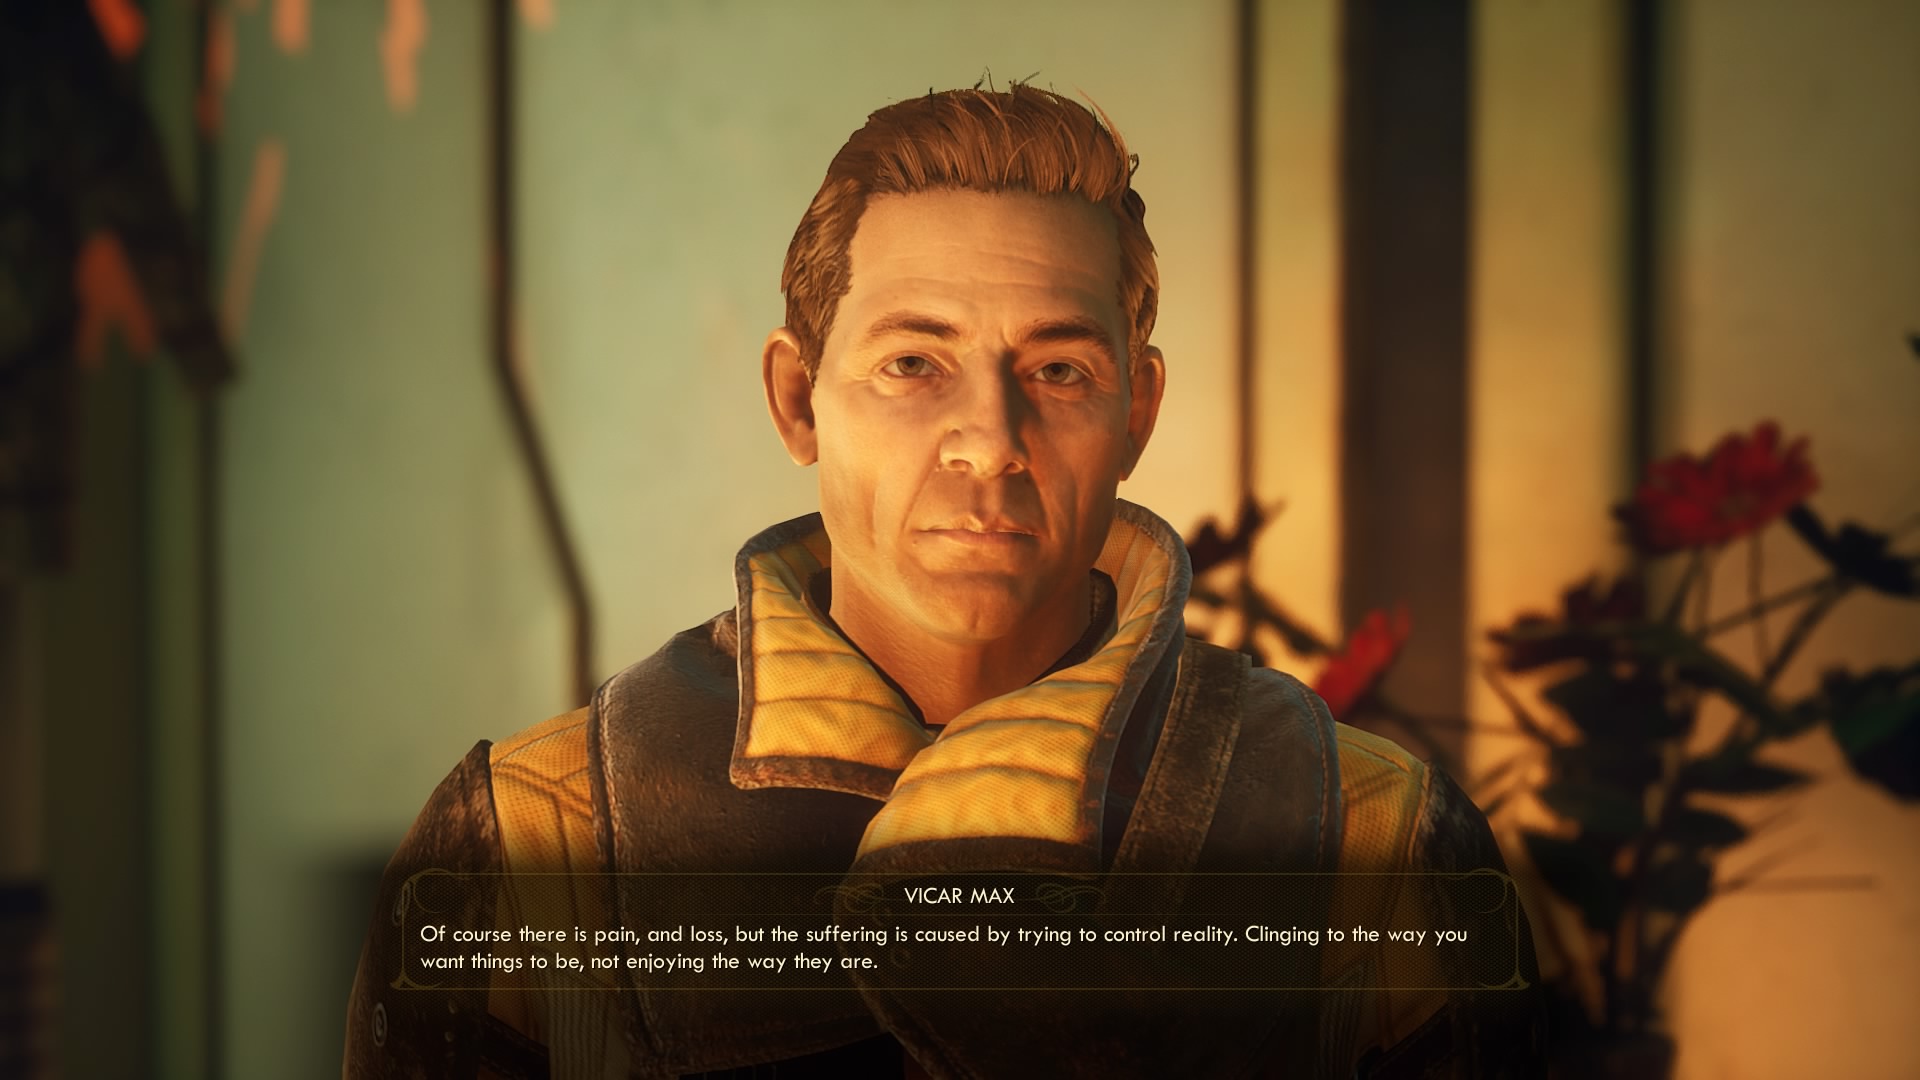 VICAR MAX
Of course there is pain, and loss, but the suffering is caused by trying to control reality. Clinging to the way you
want things to be, not enjoying the way they are.